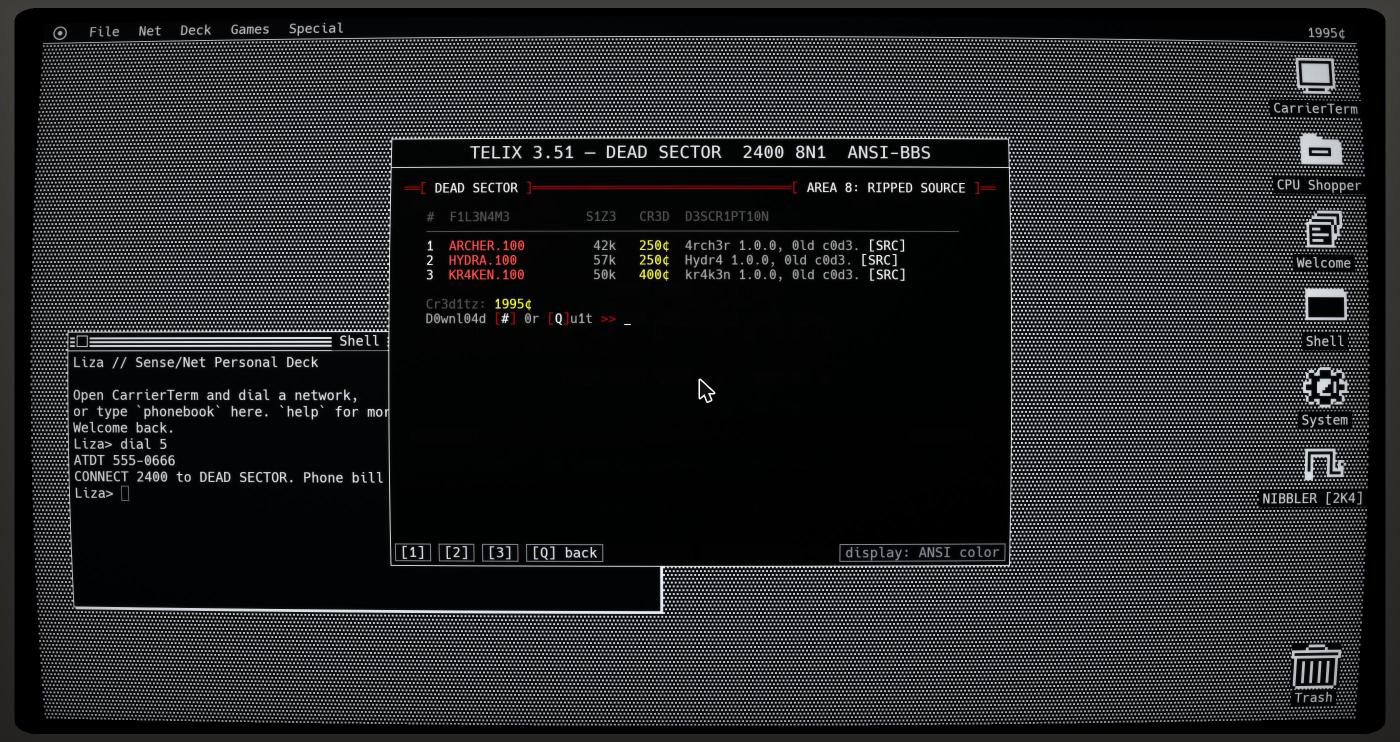 File Net Deck Games Special 1995¢
TELIX 3.51 — DEAD SECTOR 2400 8N1 ANSI-BBS
[ DEAD SECTOR ] [ AREA 8: RIPPED SOURCE ]
# F1L3N4M3 S1Z3 CR3D D3SCR1PT10N
1 ARCHER.100 42k 250¢ 4rch3r 1.0.0, 0ld c0d3. [SRC]
2 HYDRA.100 57k 250¢ Hydr4 1.0.0, 0ld c0d3. [SRC]
3 KR4KEN.100 50k 400¢ kr4k3n 1.0.0, 0ld c0d3. [SRC]
Cr3d1tz: 1995¢
D0wnl04d [#] 0r [Q]u1t >> _
[1] [2] [3] [Q] back display: ANSI color
Shell
Liza // Sense/Net Personal Deck
Open CarrierTerm and dial a network,
or type `phonebook` here. `help` for mor
Welcome back.
Liza> dial 5
ATDT 555-0666
CONNECT 2400 to DEAD SECTOR. Phone bill
Liza>
CarrierTerm
CPU Shopper
Welcome
Shell
System
NIBBLER [2K4]
Trash